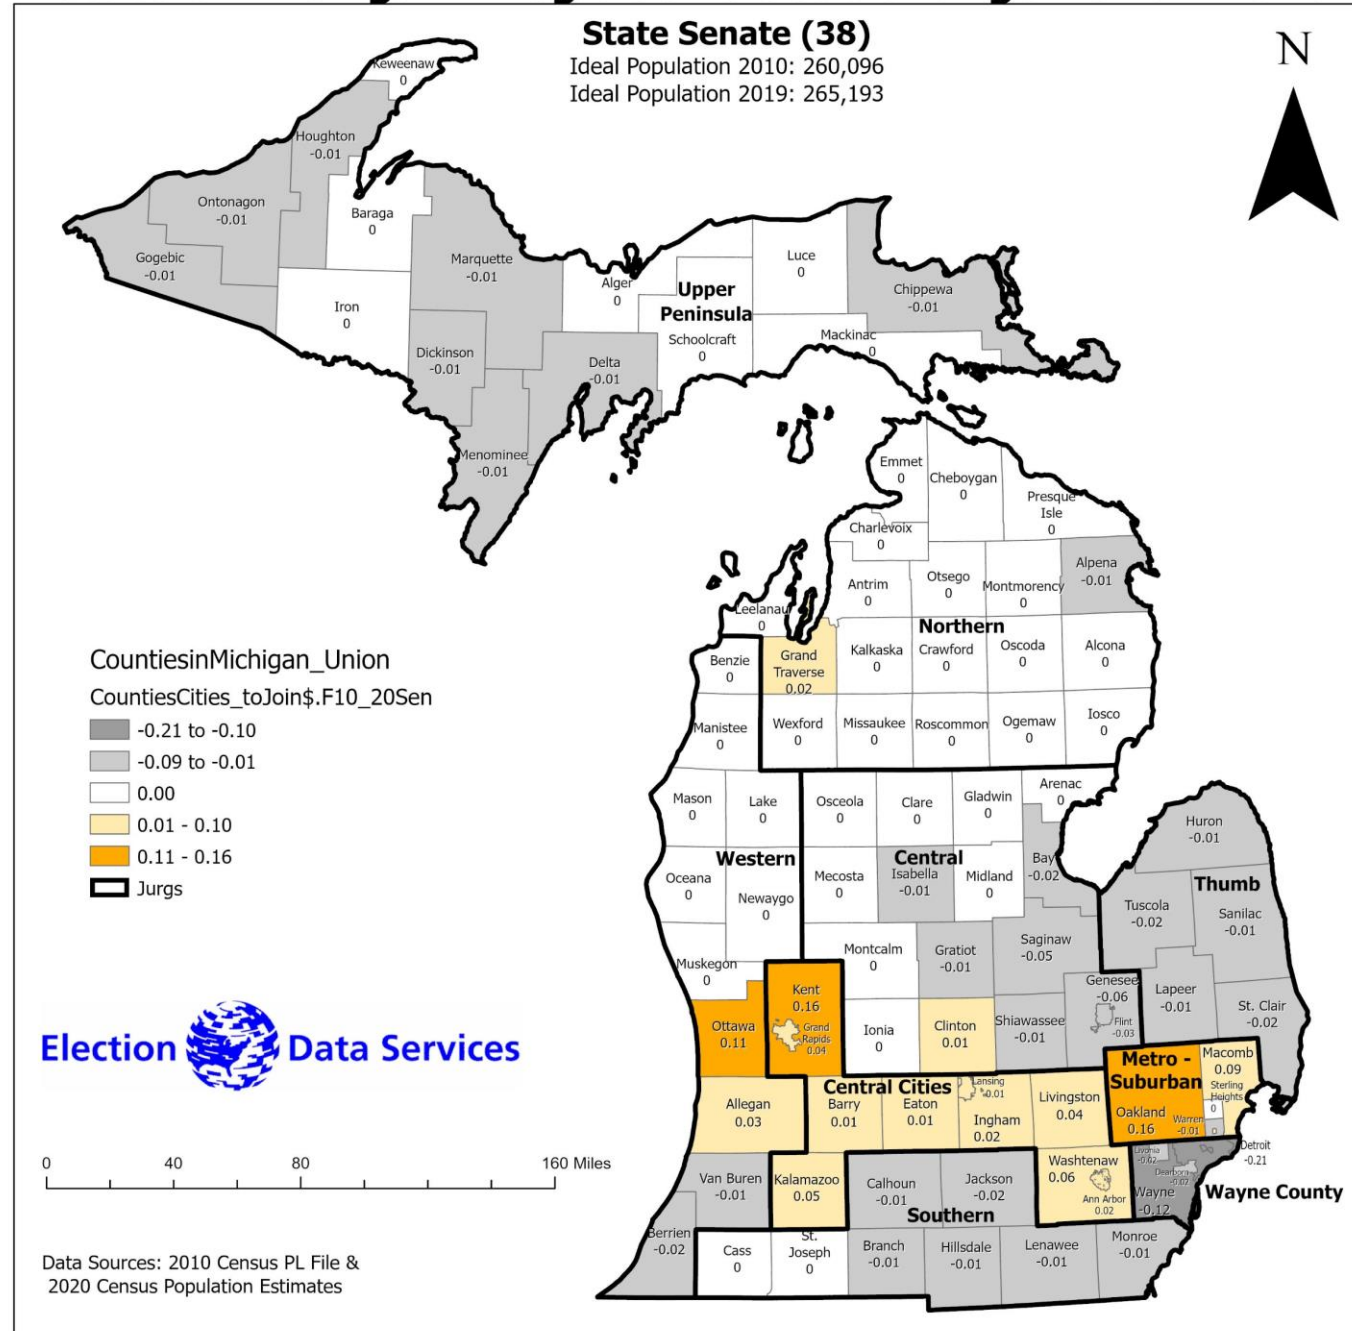 State Senate (38)
Ideal Population 2010: 260,096
Ideal Population 2019: 265,193
N
Keweenaw
0
Houghton
-0.01
Ontonagon
-0.01
Baraga
0
Gogebic
-0.01
Marquette
-0.01
Iron
0
Alger
0
Luce
0
Chippewa
-0.01
Upper
Peninsula
Schoolcraft
0
Mackinac
0
Dickinson
-0.01
Delta
-0.01
Menominee
-0.01
Emmet
0
Cheboygan
0
Presque
Isle
0
Charlevoix
0
Alpena
-0.01
Antrim
0
Otsego
0
Montmorency
0
Leelanau
0
Northern
Benzie
0
Grand
Traverse
0.02
Kalkaska
0
Crawford
0
Oscoda
0
Alcona
0
Manistee
0
Wexford
0
Missaukee
0
Roscommon
0
Ogemaw
0
Iosco
0
CountiesinMichigan_Union
CountiesCities_toJoin$.F10_20Sen
-0.21 to -0.10
-0.09 to -0.01
0.00
0.01 - 0.10
0.11 - 0.16
Jurgs
Mason
0
Lake
0
Osceola
0
Clare
0
Gladwin
0
Arenac
0
Huron
-0.01
Western
Central
Oceana
0
Newaygo
0
Mecosta
0
Isabella
-0.01
Midland
0
Bay
-0.02
Thumb
Tuscola
-0.02
Sanilac
-0.01
Muskegon
0
Montcalm
0
Gratiot
-0.01
Saginaw
-0.05
Kent
0.16
Grand
Rapids
0.04
Genesee
-0.06
Flint
-0.03
Lapeer
-0.01
St. Clair
-0.02
Ottawa
0.11
Ionia
0
Clinton
0.01
Shiawassee
-0.01
Election Data Services
Metro -
Suburban
Macomb
0.09
Sterling
Heights
0
Oakland
0.16
Warren
-0.01
0
Central Cities
Allegan
0.03
Barry
0.01
Eaton
0.01
Lansing
-0.01
Ingham
0.02
Livingston
0.04
Van Buren
-0.01
Kalamazoo
0.05
Calhoun
-0.01
Jackson
-0.02
Washtenaw
0.06
Ann Arbor
0.02
Livonia
-0.02
Dearborn
-0.02
Detroit
-0.21
Wayne
-0.12
Wayne County
Southern
Berrien
-0.02
Cass
0
St.
Joseph
0
Branch
-0.01
Hillsdale
-0.01
Lenawee
-0.01
Monroe
-0.01
0 40 80 160 Miles
Data Sources: 2010 Census PL File &
2020 Census Population Estimates